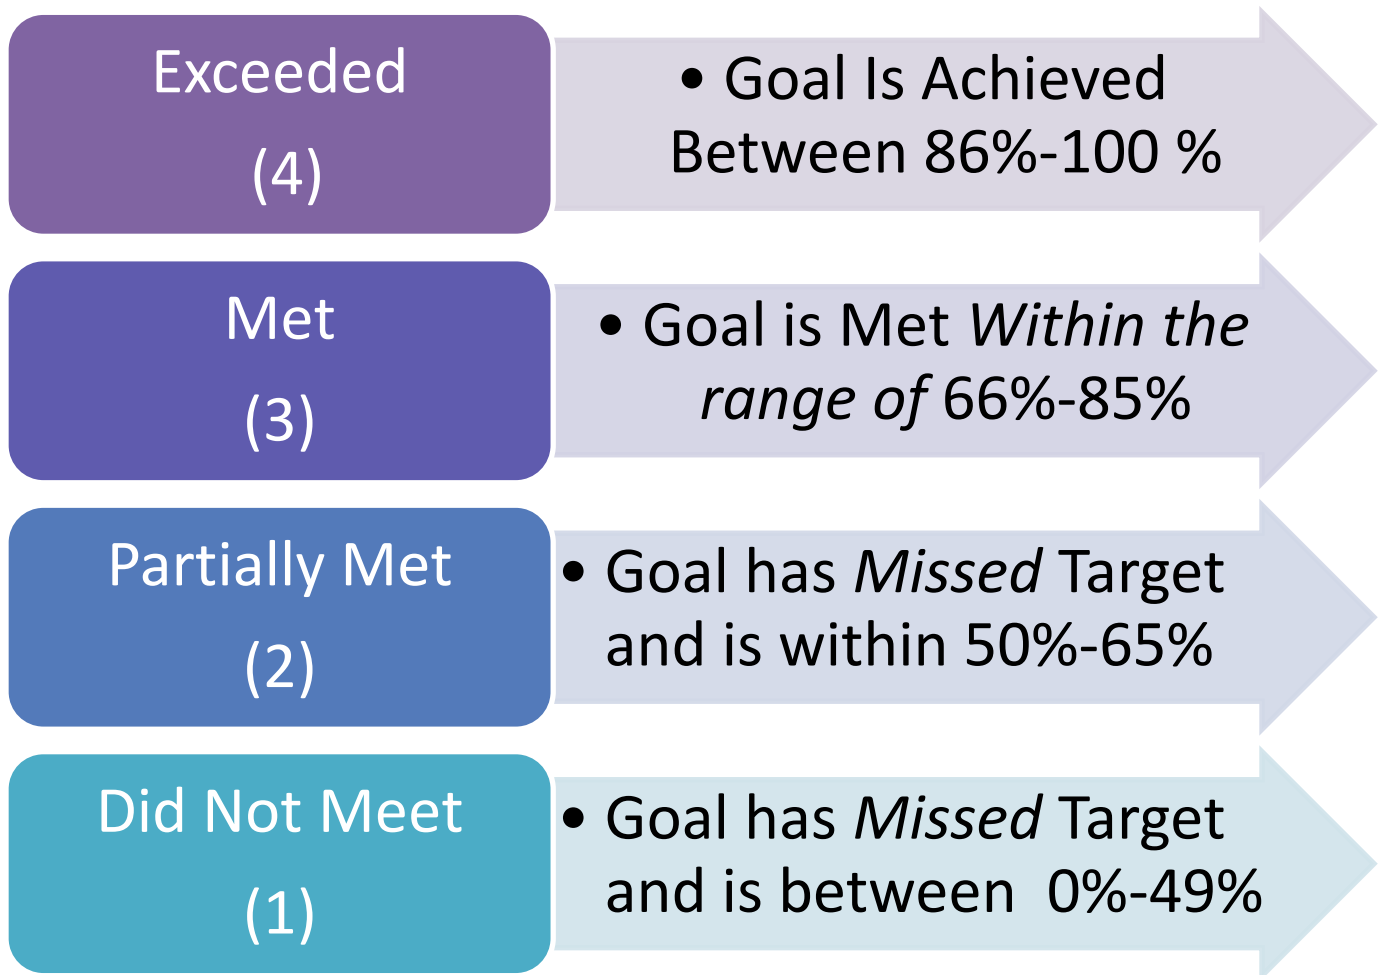 Exceeded
(4)
• Goal Is Achieved
Between 86%-100 %
Met
(3)
• Goal is Met Within the
range of 66%-85%
Partially Met
(2)
• Goal has Missed Target
and is within 50%-65%
Did Not Meet
(1)
• Goal has Missed Target
and is between  0%-49%